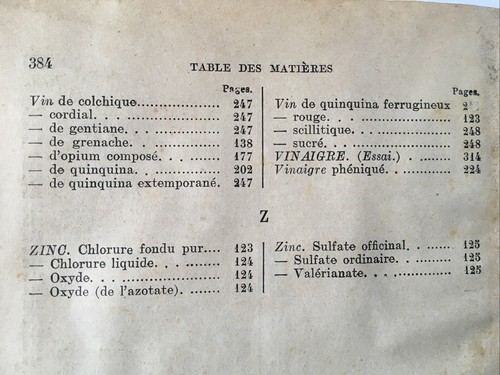 384
TABLE DES MATIÈRES
Pages.
Vin de colchique.................. 247
— cordial. . . . . . . . . . . . . . 247
— de gentiane. . . . .......... 247
— de grenache. . . . .......... 138
— d'opium composé. . . ....... 177
— de quinquina. . . . ......... 202
— de quinquina extemporané. 247
Pages.
Vin de quinquina ferrugineux
— rouge. . . . .............. 123
— scillitique. . . . ........... 248
— sucré. . . . .............. 248
VINAIGRE. (Essai.) . . ........ 314
Vinaigre phéniqué. . . ........ 224
Z
ZINC. Chlorure fondu pur.... 123
— Chlorure liquide. . . ....... 124
— Oxyde. . . . .............. 124
— Oxyde (de l'azotate). ........ 124
Zinc. Sulfate officinal. . ....... 125
— Sulfate ordinaire. . . ....... 125
— Valérianate. . . ........... 125